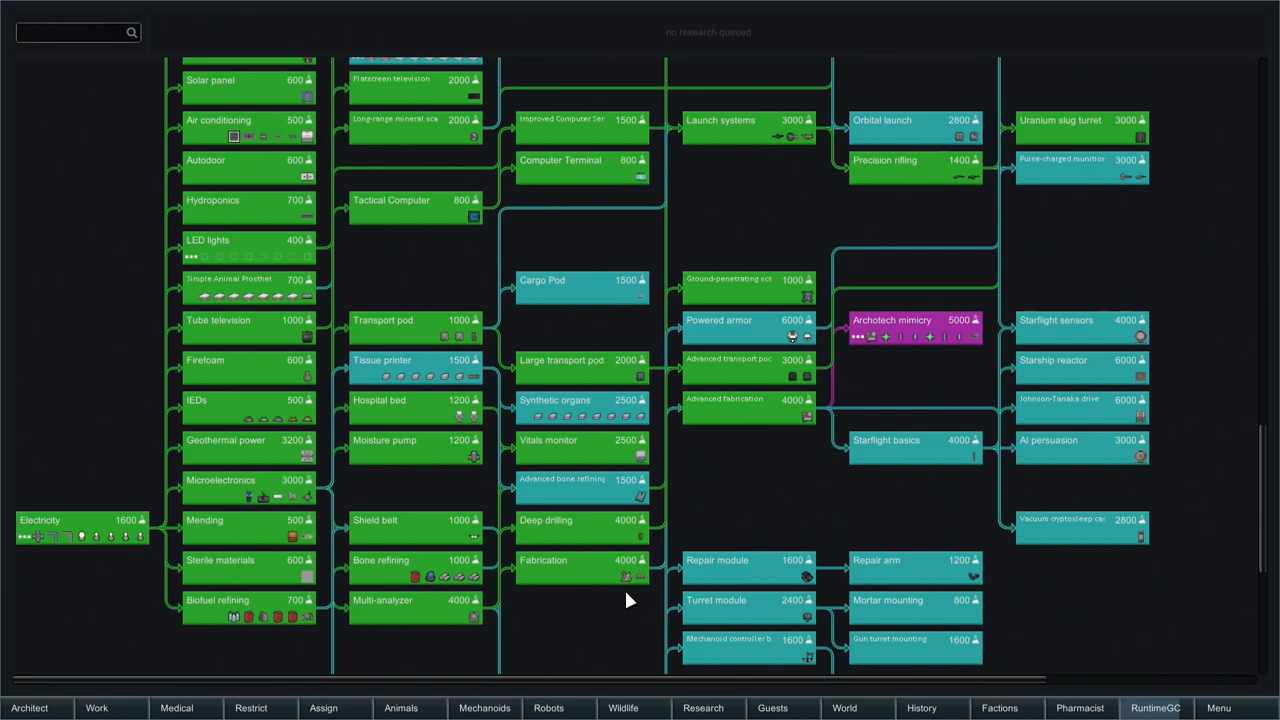 no research queued
Solar panel 600
Flatscreen television 2000
Air conditioning 500
Long-range mineral sca 2000
Improved Computer Ser 1500
Launch systems 3000
Orbital launch 2800
Uranium slug turret 3000
Autodoor 600
Computer Terminal 800
Precision rifling 1400
Pulse-charged munitior 3000
Hydroponics 700
Tactical Computer 800
LED lights 400
Simple Animal Prosthet 700
Cargo Pod 1500
Ground-penetrating sca 1000
Tube television 1000
Transport pod 1000
Powered armor 6000
Archotech mimicry 5000
Starflight sensors 4000
Firefoam 600
Tissue printer 1500
Large transport pod 2000
Advanced transport poc 3000
Starship reactor 6000
IEDs 500
Hospital bed 1200
Synthetic organs 2500
Advanced fabrication 4000
Johnson-Tanaka drive 6000
Geothermal power 3200
Moisture pump 1200
Vitals monitor 2500
Starflight basics 4000
AI persuasion 3000
Microelectronics 3000
Advanced bone refining 1500
Electricity 1600
Mending 500
Shield belt 1000
Deep drilling 4000
Vacuum cryptosleep cas 2800
Sterile materials 600
Bone refining 1000
Fabrication 4000
Repair module 1600
Repair arm 1200
Biofuel refining 700
Multi-analyzer 4000
Turret module 2400
Mortar mounting 800
Mechanoid controller b 1600
Gun turret mounting 1600
Architect Work Medical Restrict Assign Animals Mechanoids Robots Wildlife Research Guests World History Factions Pharmacist RuntimeGC Menu